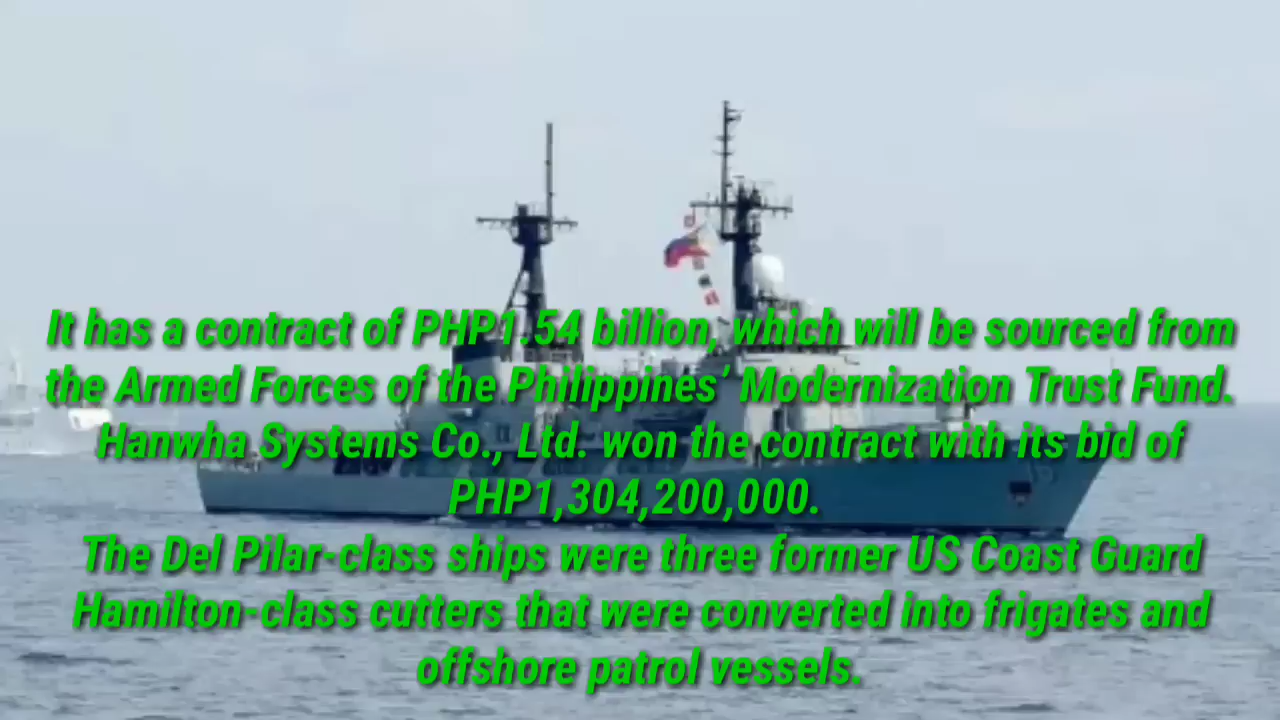 It has a contract of PHP1.54 billion, which will be sourced from
the Armed Forces of the Philippines’ Modernization Trust Fund.
Hanwha Systems Co., Ltd. won the contract with its bid of
PHP1,304,200,000.
The Del Pilar-class ships were three former US Coast Guard
Hamilton-class cutters that were converted into frigates and
offshore patrol vessels.